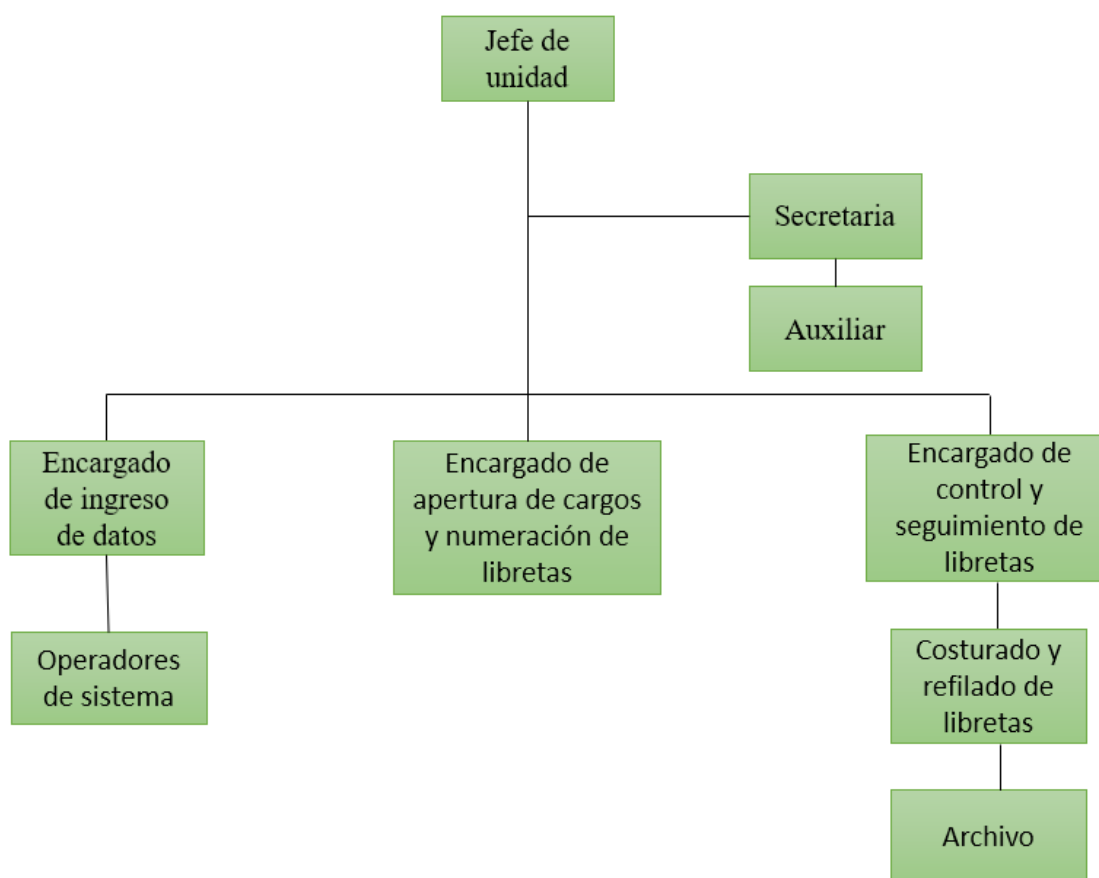 Jefe de
unidad
Secretaria
Auxiliar
Encargado
de ingreso
de datos
Encargado de
apertura de cargos
y numeración de
libretas
Encargado de
control y
seguimiento de
libretas
Operadores
de sistema
Costurado y
refilado de
libretas
Archivo